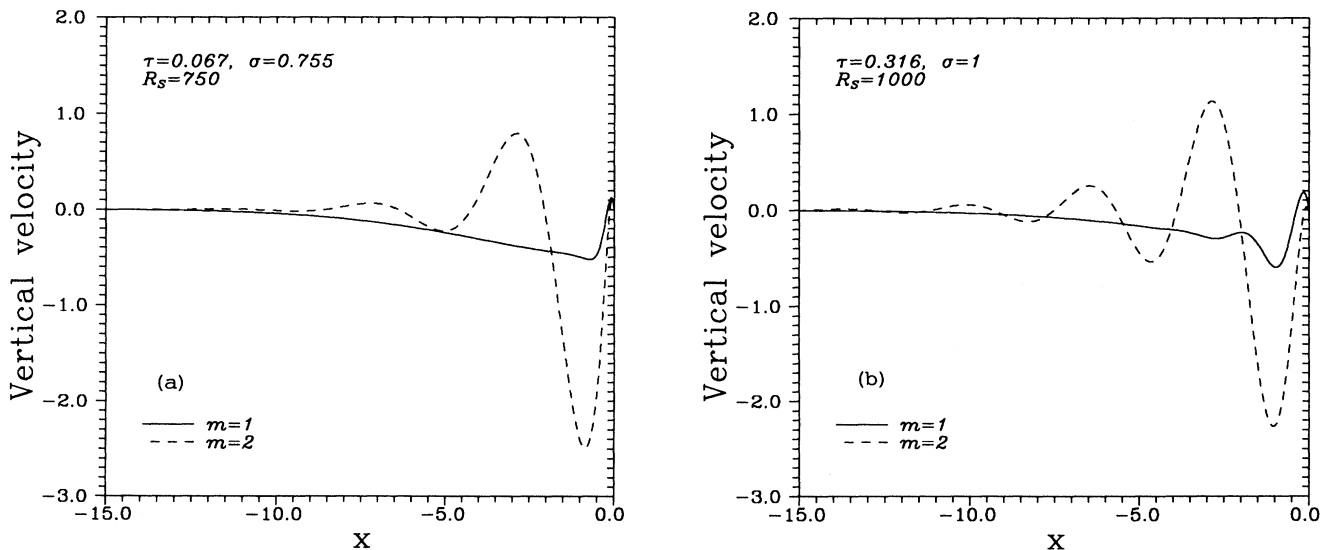 2.0
1.0
0.0
−1.0
−2.0
−3.0
Vertical velocity
τ=0.067, σ=0.755
R_S=750
(a)
m=1
m=2
−15.0
−10.0
−5.0
0.0
x
2.0
1.0
0.0
−1.0
−2.0
−3.0
Vertical velocity
τ=0.316, σ=1
R_S=1000
(b)
m=1
m=2
−15.0
−10.0
−5.0
0.0
x